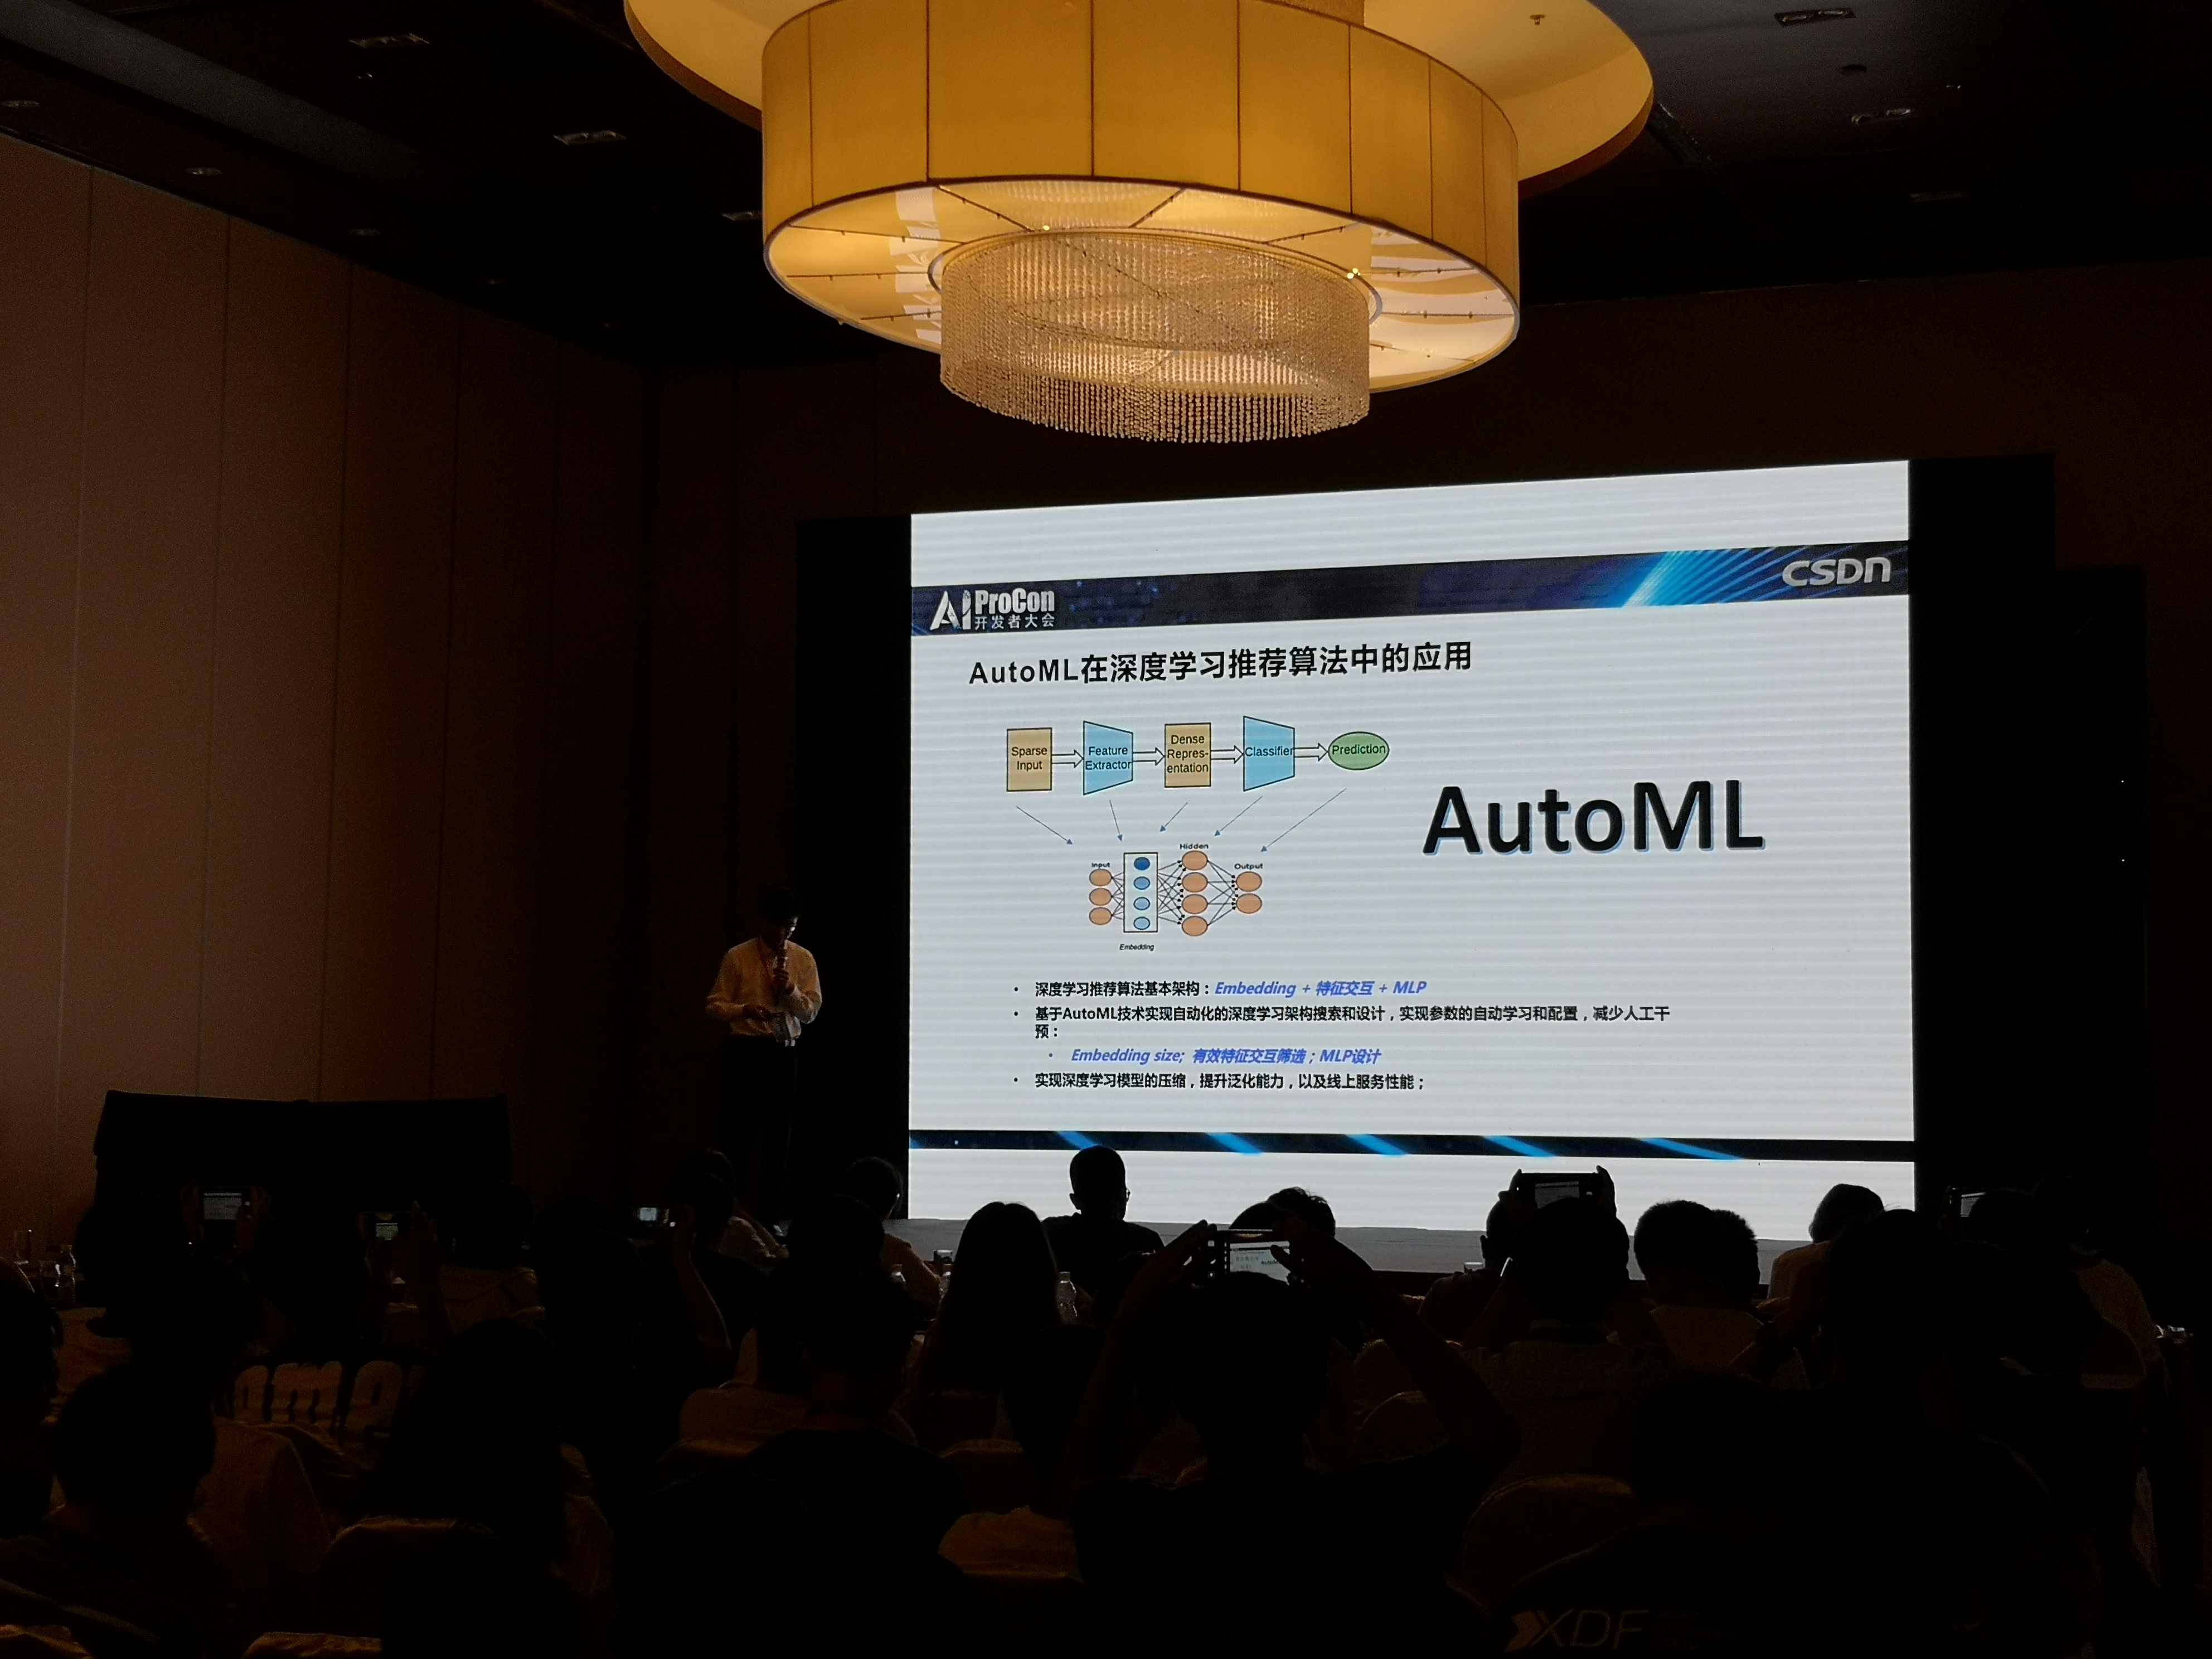 AI ProCon
开发者大会
CSDN
AutoML在深度学习推荐算法中的应用
Sparse
Input
Feature
Extractor
Dense
Repres-
entation
Classifier
Prediction
AutoML
Input
Hidden
Output
Embedding
• 深度学习推荐算法基本架构：Embedding + 特征交互 + MLP
• 基于AutoML技术实现自动化的深度学习架构搜索和设计，实现参数的自动学习和配置，减少人工干
预：
• Embedding size; 有效特征交互筛选；MLP设计
• 实现深度学习模型的压缩，提升泛化能力，以及线上服务性能；
XDF